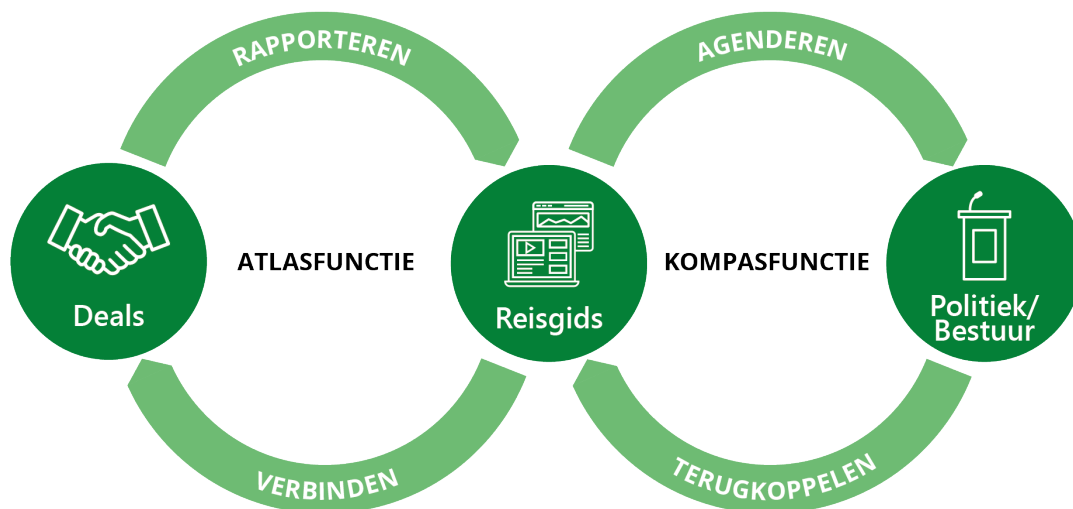 RAPPORTEREN
AGENDEREN
Deals
ATLASFUNCTIE
Reisgids
KOMPASFUNCTIE
Politiek/
Bestuur
VERBINDEN
TERUGKOPPELEN